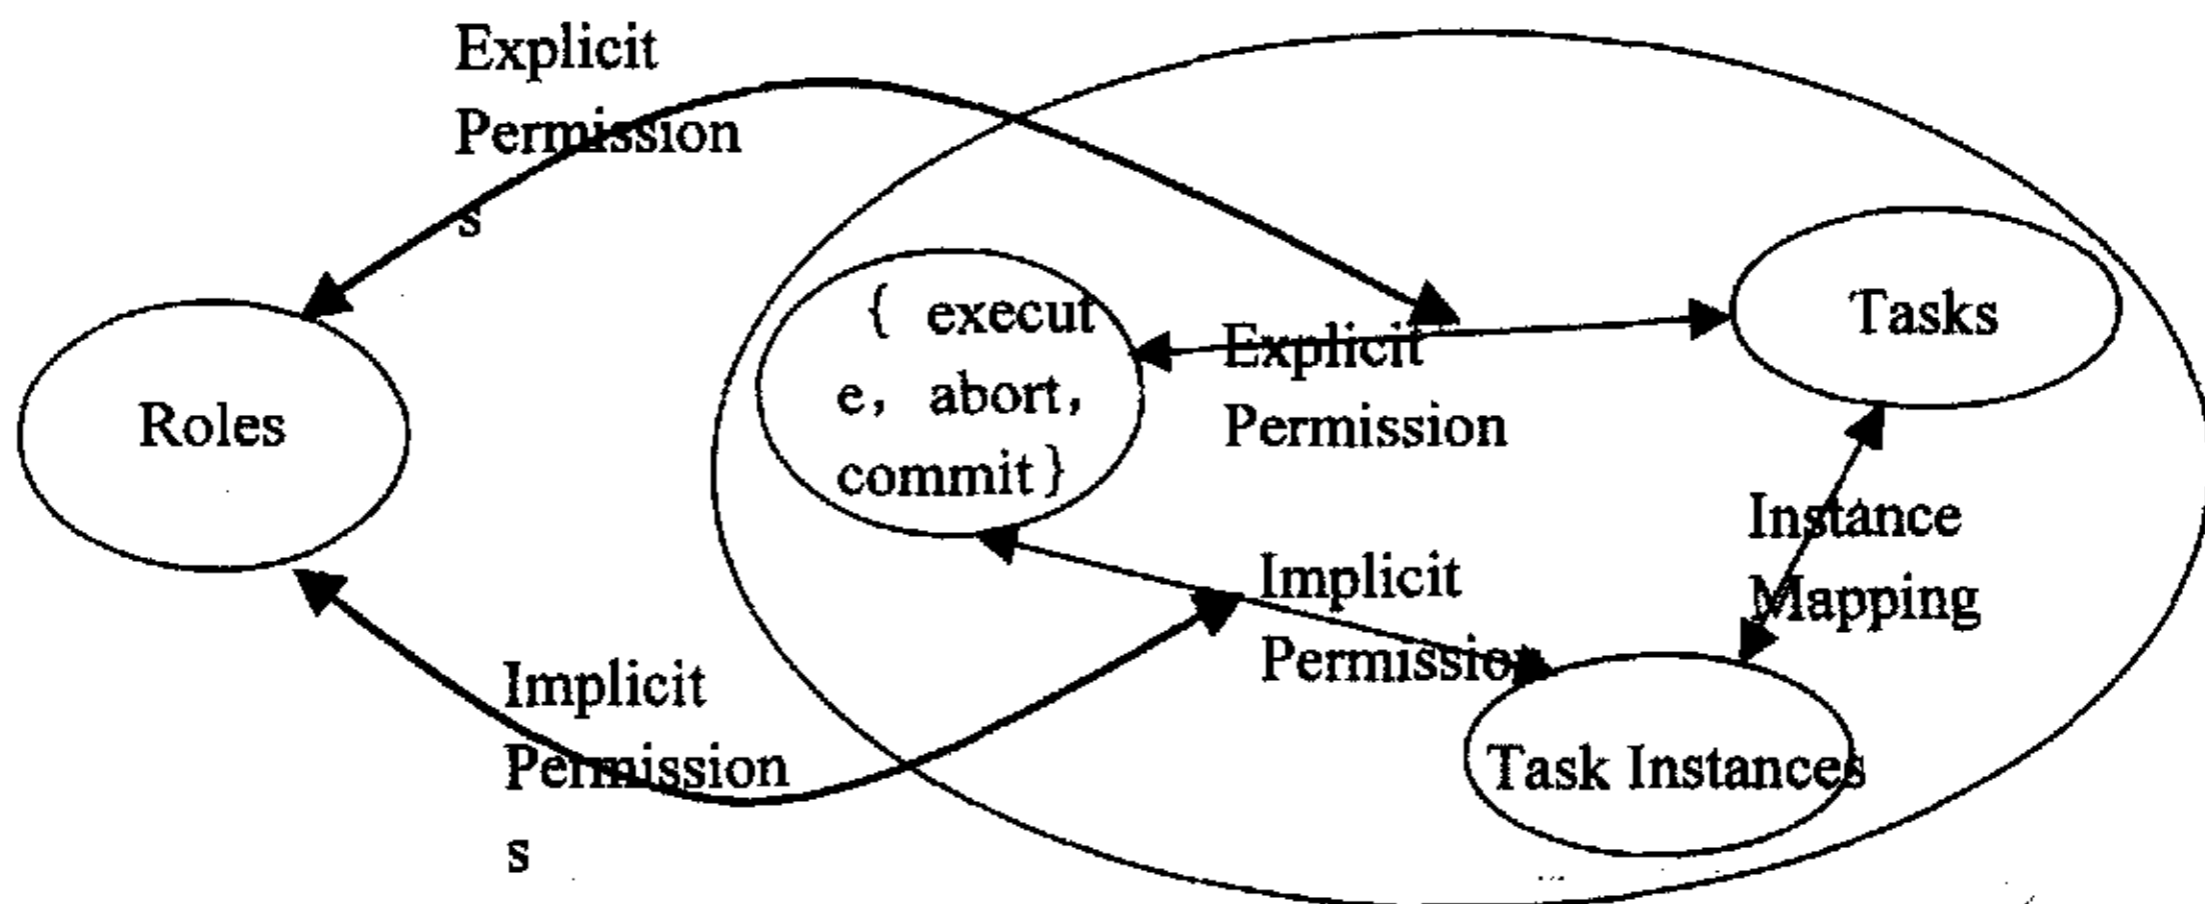 Explicit
Permission
s
Roles
{ execut
e, abort,
commit}
Explicit
Permission
Tasks
Instance
Mapping
Implicit
Permission
Implicit
Permission
s
Task Instances